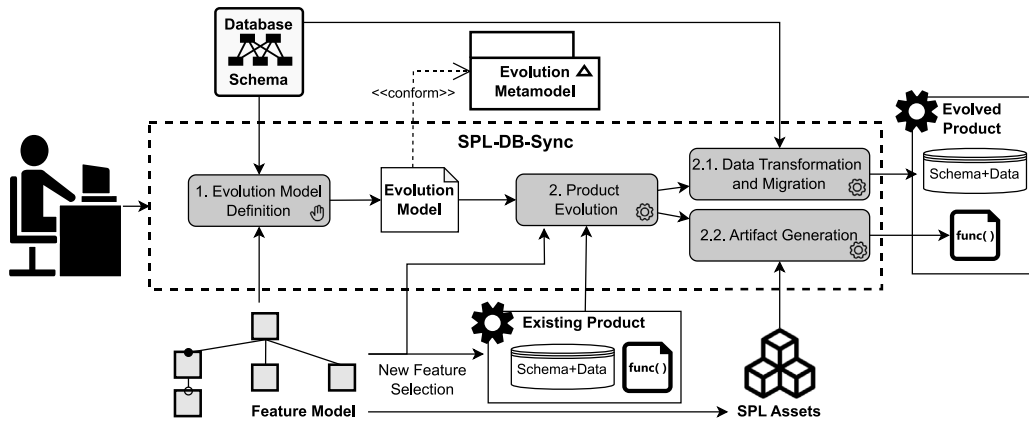 Database
Schema
<<conform>>
Evolution
Metamodel
Evolved
Product
SPL-DB-Sync
1. Evolution Model
Definition
Evolution
Model
2. Product
Evolution
2.1. Data Transformation
and Migration
2.2. Artifact Generation
Schema+Data
func( )
Existing Product
New Feature
Selection
Schema+Data
func( )
Feature Model
SPL Assets